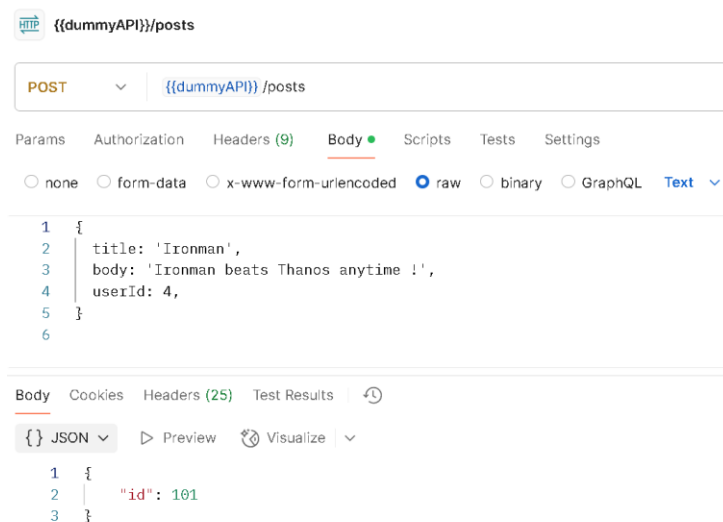 HTTP {{dummyAPI}}/posts
POST {{dummyAPI}} /posts
Params Authorization Headers (9) Body Scripts Tests Settings
none form-data x-www-form-urlencoded raw binary GraphQL Text
1 {
2 title: 'Ironman',
3 body: 'Ironman beats Thanos anytime !',
4 userId: 4,
5 }
6
Body Cookies Headers (25) Test Results
{} JSON Preview Visualize
1 {
2 "id": 101
3 }